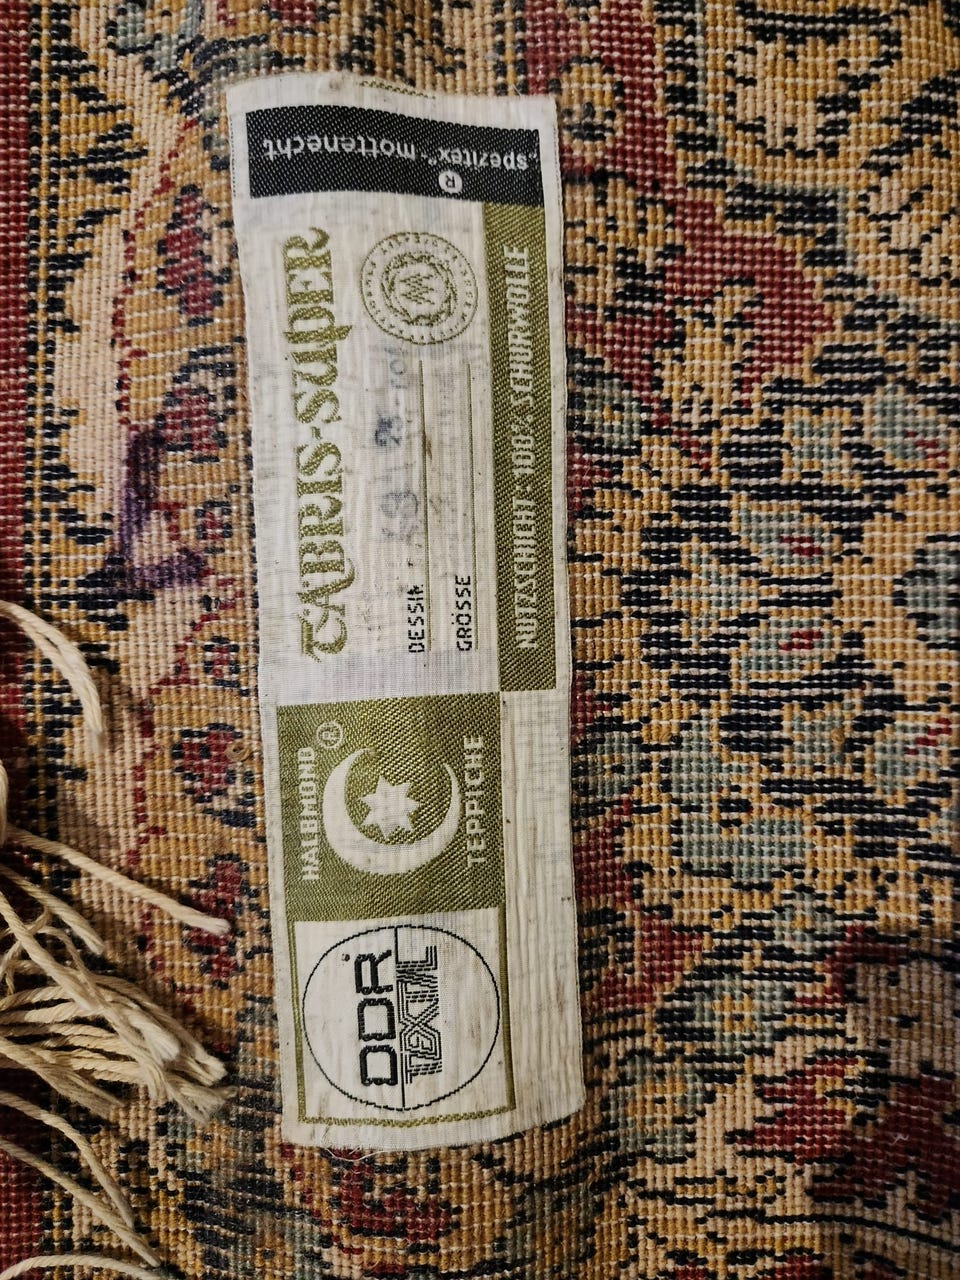 DDR
TEXTIL
HALBMOND ®
TEPPICHE
TABRIS-SUPER
DESSIN
GRÖSSE
NUTZSCHICHT: 100% SCHURWOLLE
®
„spezitex“-mottenecht